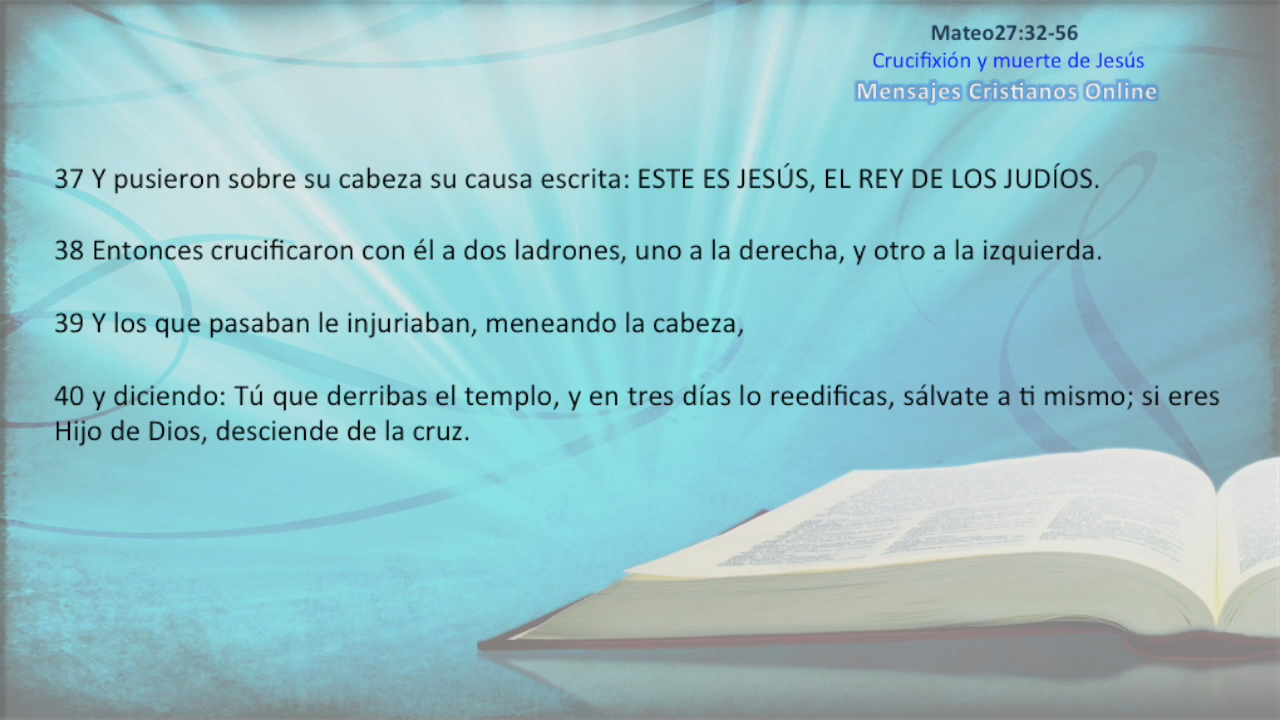 Mateo27:32-56
Crucifixión y muerte de Jesús
Mensajes Cristianos Online
37 Y pusieron sobre su cabeza su causa escrita: ESTE ES JESÚS, EL REY DE LOS JUDÍOS.
38 Entonces crucificaron con él a dos ladrones, uno a la derecha, y otro a la izquierda.
39 Y los que pasaban le injuriaban, meneando la cabeza,
40 y diciendo: Tú que derribas el templo, y en tres días lo reedificas, sálvate a ti mismo; si eres
Hijo de Dios, desciende de la cruz.